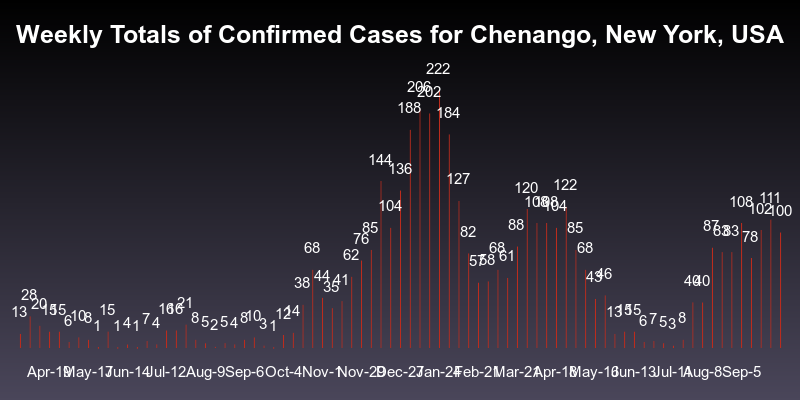 Weekly Totals of Confirmed Cases for Chenango, New York, USA
13 28 20 15 15 6 10 8 1 15 1 4 1 7 4 16 16 21 8 5 2 5 4 8 10 3 1 12 14 38 68 44 35 41 62 76 85 144 104 136 188 206 202 222 184 127 82 57 58 68 61 88 120 108 108 104 122 85 68 43 46 13 15 15 6 7 5 3 8 40 40 87 83 83 108 78 102 111 100
Apr-19 May-17 Jun-14 Jul-12 Aug-9 Sep-6 Oct-4 Nov-1 Nov-29 Dec-27 Jan-24 Feb-21 Mar-21 Apr-18 May-16 Jun-13 Jul-11 Aug-8 Sep-5